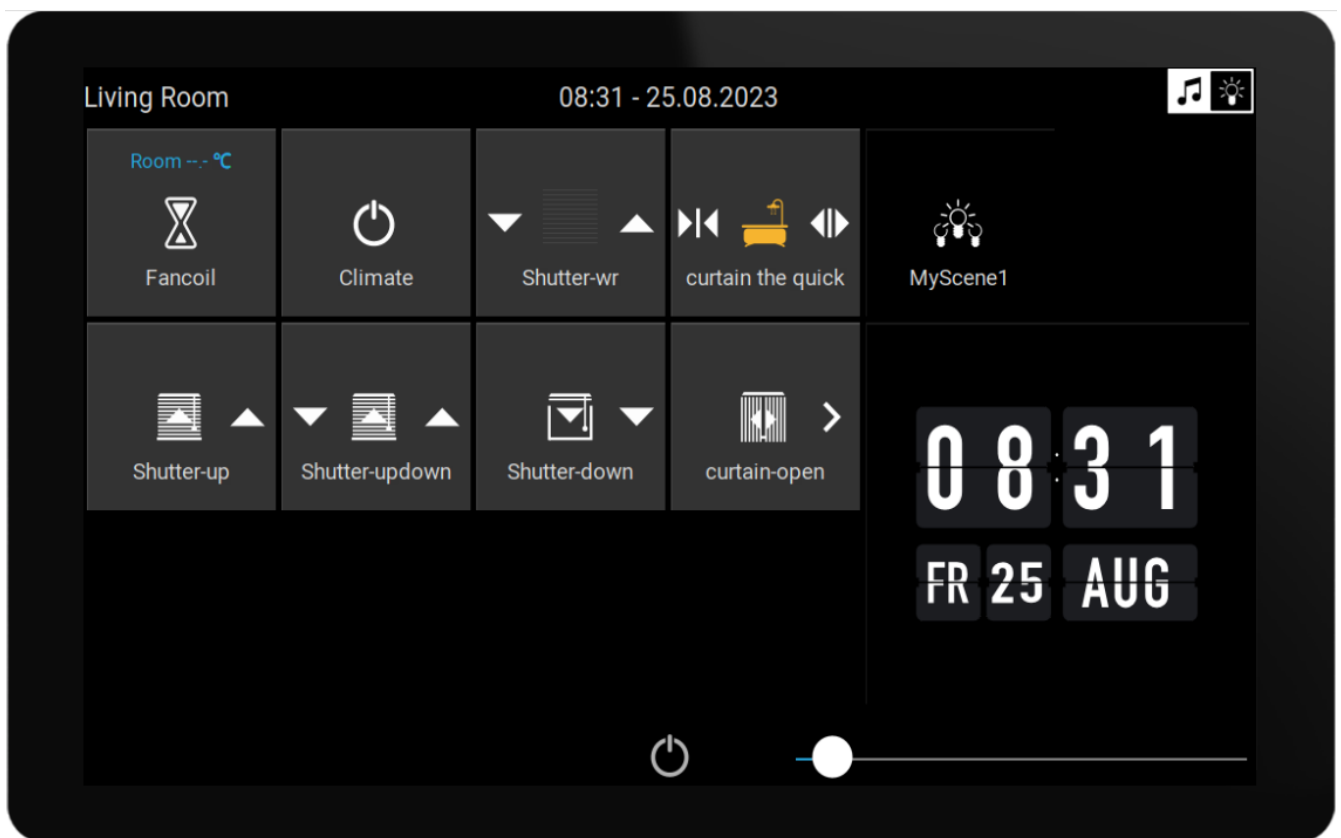 Living Room
08:31 - 25.08.2023
Room --.- °C
Fancoil
Climate
Shutter-wr
curtain the quick
MyScene1
Shutter-up
Shutter-updown
Shutter-down
curtain-open
08:31
FR 25 AUG